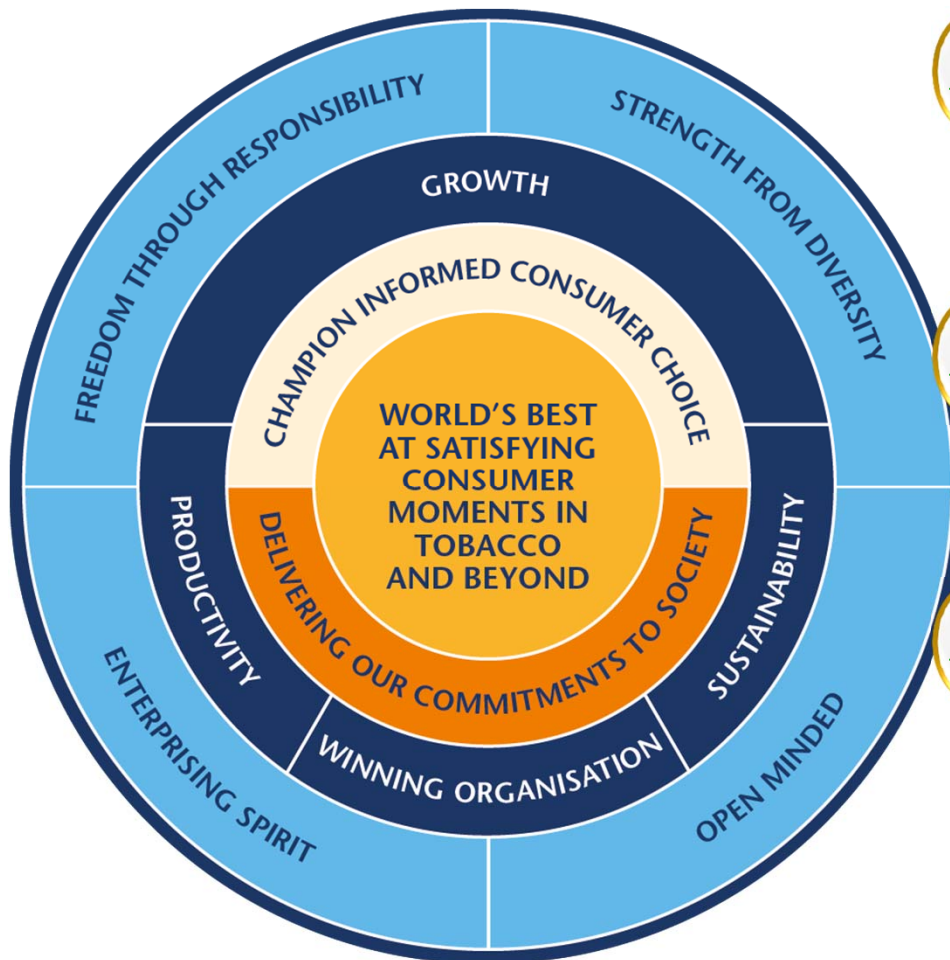 FREEDOM THROUGH RESPONSIBILITY
STRENGTH FROM DIVERSITY
GROWTH
CHAMPION INFORMED CONSUMER CHOICE
WORLD'S BEST
AT SATISFYING
CONSUMER
MOMENTS IN
TOBACCO
AND BEYOND
DELIVERING OUR COMMITMENTS TO SOCIETY
PRODUCTIVITY
SUSTAINABILITY
WINNING ORGANISATION
ENTERPRISING SPIRIT
OPEN MINDED